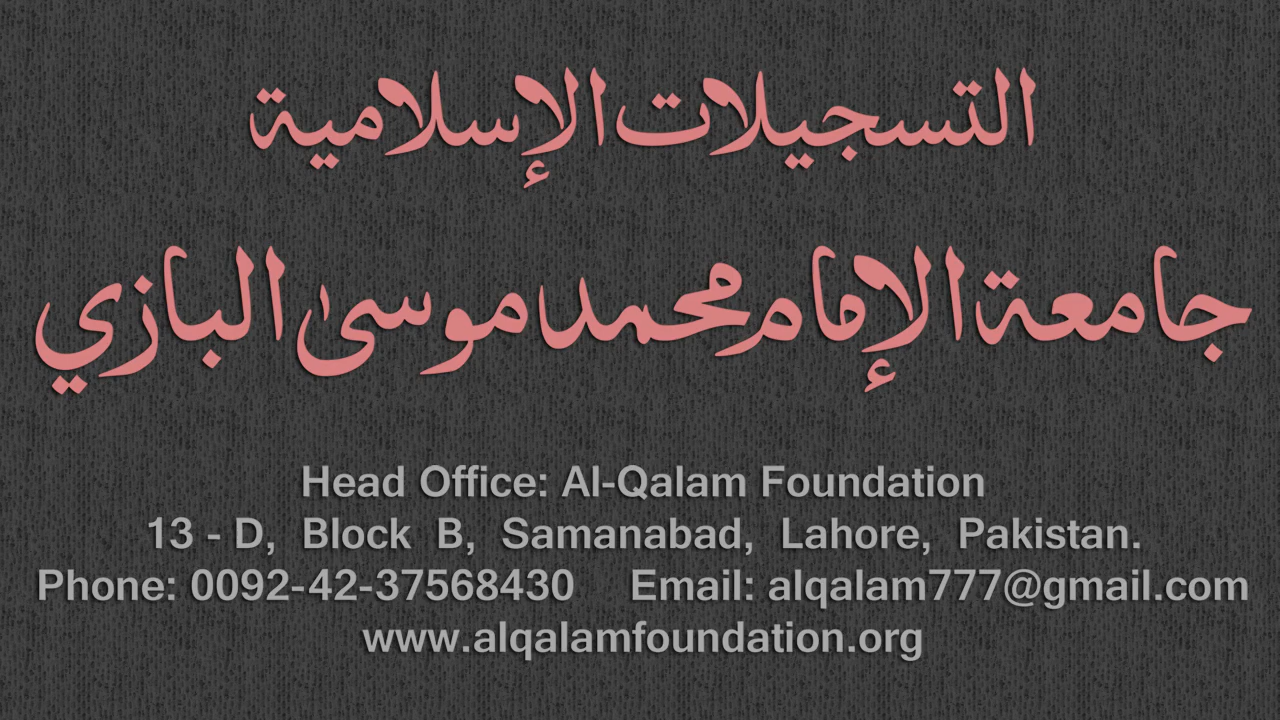 التسجيلات الإسلامية
جامعة الإمام محمد موسىٰ البازي
Head Office: Al-Qalam Foundation
13 - D, Block B, Samanabad, Lahore, Pakistan.
Phone: 0092-42-37568430 Email: alqalam777@gmail.com
www.alqalamfoundation.org